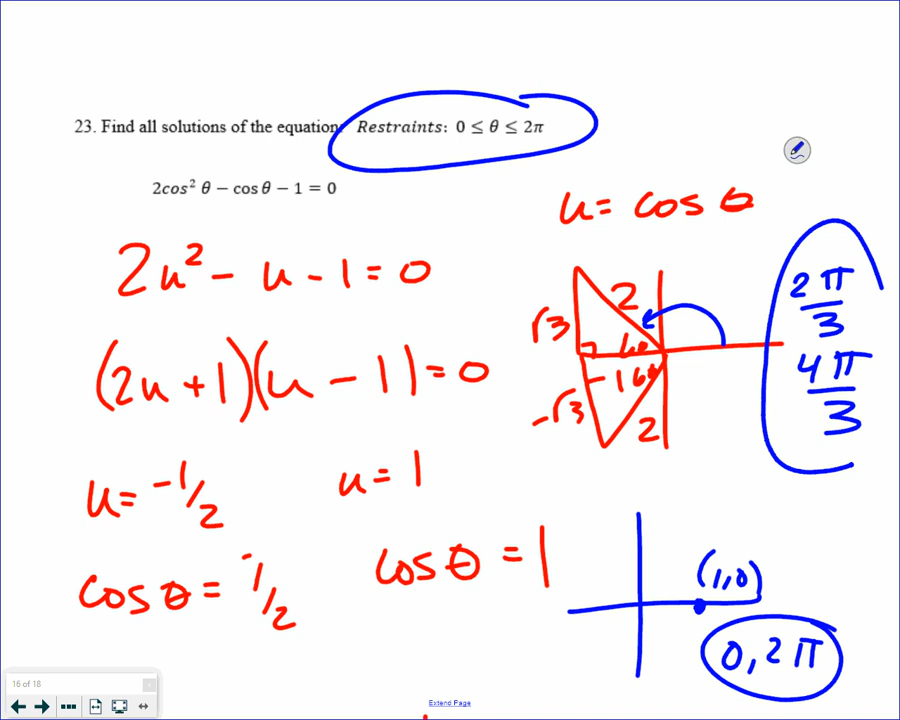 23. Find all solutions of the equation. Restraints: 0 ≤ θ ≤ 2π
2cos² θ − cos θ − 1 = 0
u = cos θ
2u² − u − 1 = 0
(2u + 1)(u − 1) = 0
u = -1/2
u = 1
cos θ = -1/2
cos θ = 1
2
√3
60
-1 60
-√3
2
2π/3
4π/3
(1,0)
0, 2π
16 of 18
Extend Page